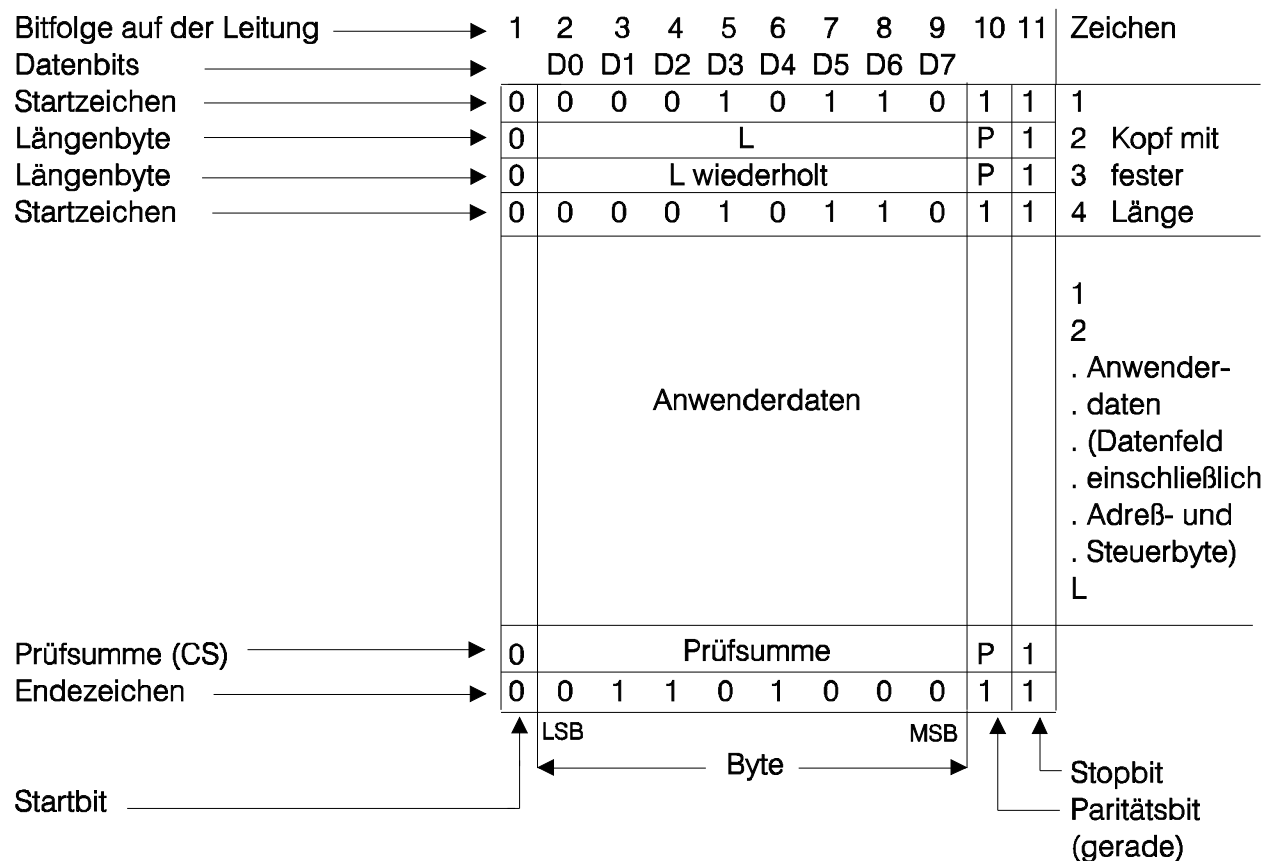 Bitfolge auf der Leitung 1 2 3 4 5 6 7 8 9 10 11 Zeichen
Datenbits D0 D1 D2 D3 D4 D5 D6 D7
Startzeichen 0 0 0 0 1 0 1 1 0 1 1 1
Längenbyte 0 L P 1 2 Kopf mit
Längenbyte 0 L wiederholt P 1 3 fester
Startzeichen 0 0 0 0 1 0 1 1 0 1 1 4 Länge
1
2
. Anwender-
Anwenderdaten . daten
. (Datenfeld
. einschließlich
. Adreß- und
. Steuerbyte)
L
Prüfsumme (CS) 0 Prüfsumme P 1
Endezeichen 0 0 1 1 0 1 0 0 0 1 1
LSB MSB
Byte Stopbit
Startbit Paritätsbit
(gerade)